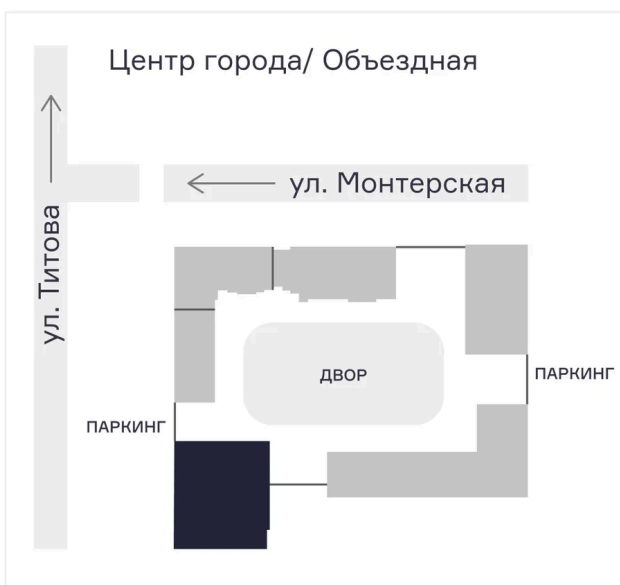 Центр города/ Объездная
ул. Монтерская
ул. Титова
ДВОР
ПАРКИНГ
ПАРКИНГ